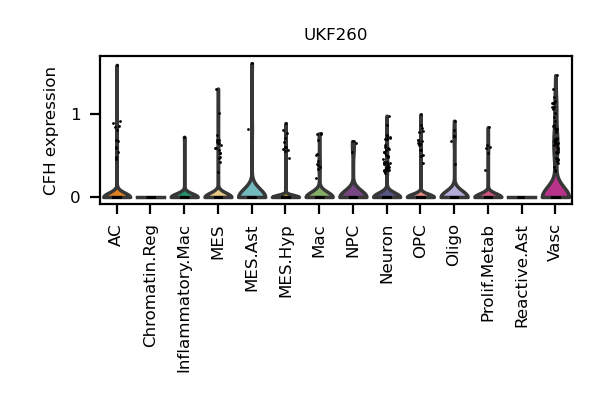 UKF260
CFH expression
1
0
AC
Chromatin.Reg
Inflammatory.Mac
MES
MES.Ast
MES.Hyp
Mac
NPC
Neuron
OPC
Oligo
Prolif.Metab
Reactive.Ast
Vasc